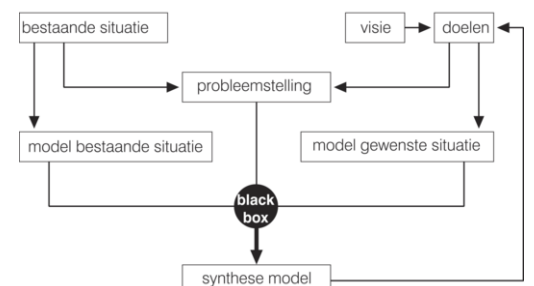 bestaande situatie
visie
doelen
probleemstelling
model bestaande situatie
model gewenste situatie
black
box
synthese model